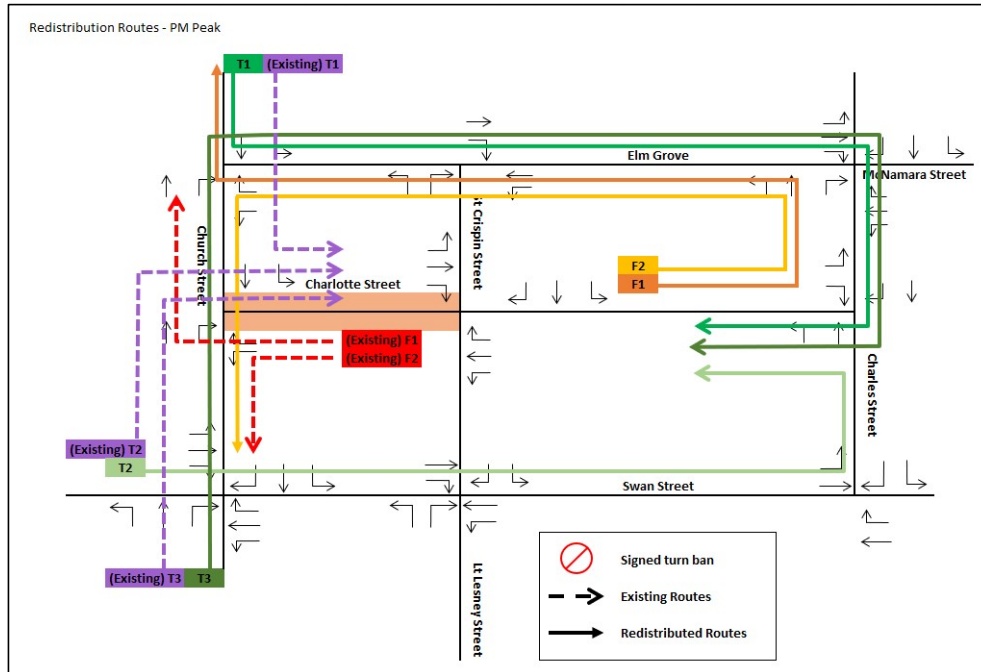 Redistribution Routes - PM Peak
T1
(Existing) T1
Elm Grove
McNamara Street
St Crispin Street
Church Street
F2
F1
Charlotte Street
(Existing) F1
(Existing) F2
Charles Street
(Existing) T2
T2
Swan Street
(Existing) T3
T3
Lt Lesney Street
Signed turn ban
Existing Routes
Redistributed Routes